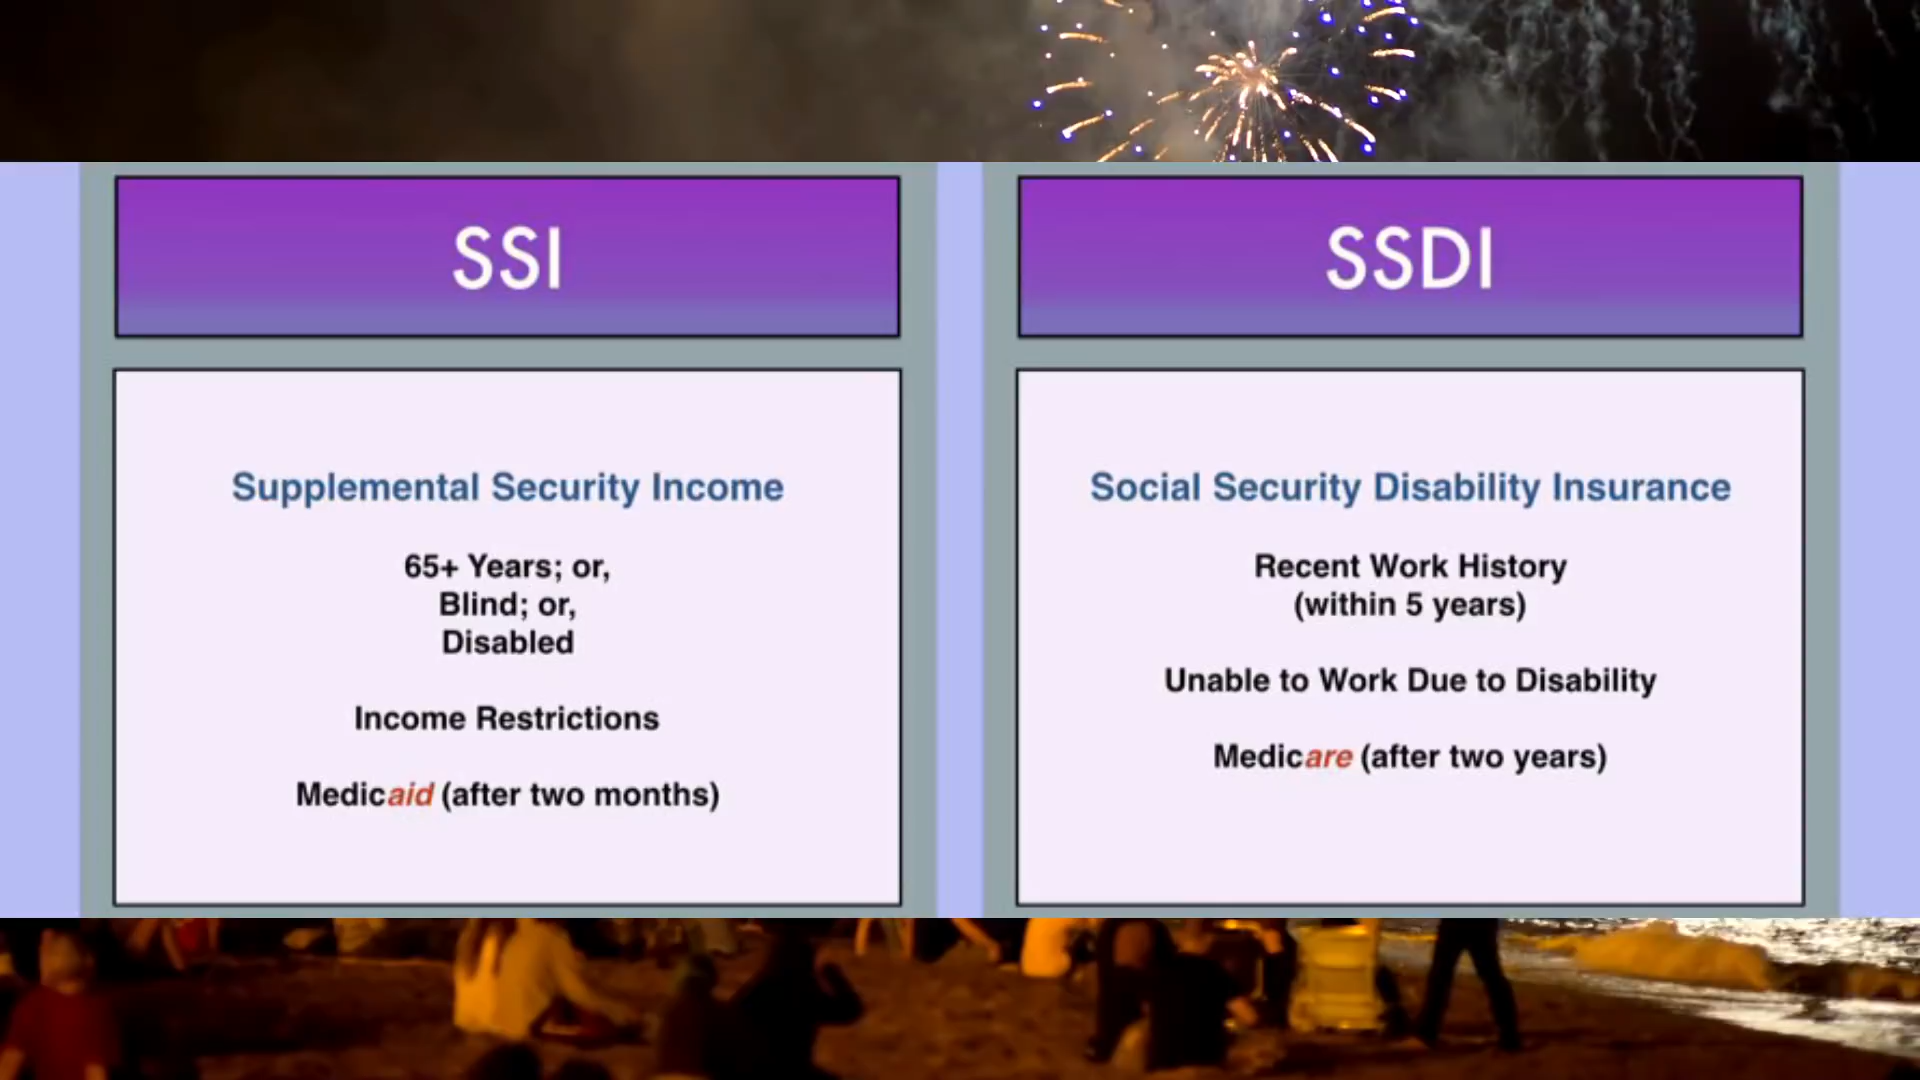 SSI
Supplemental Security Income
65+ Years; or,
Blind; or,
Disabled
Income Restrictions
Medicaid (after two months)
SSDI
Social Security Disability Insurance
Recent Work History
(within 5 years)
Unable to Work Due to Disability
Medicare (after two years)